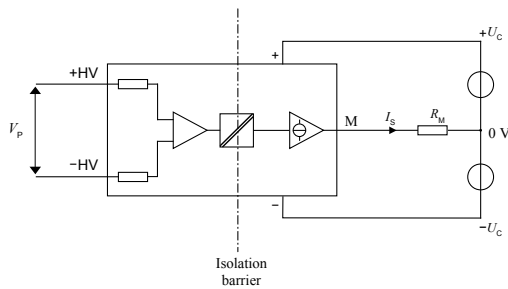 +U_C
+
+HV
V_P
M
I_S
R_M
0 V
−HV
−
−U_C
Isolation
barrier